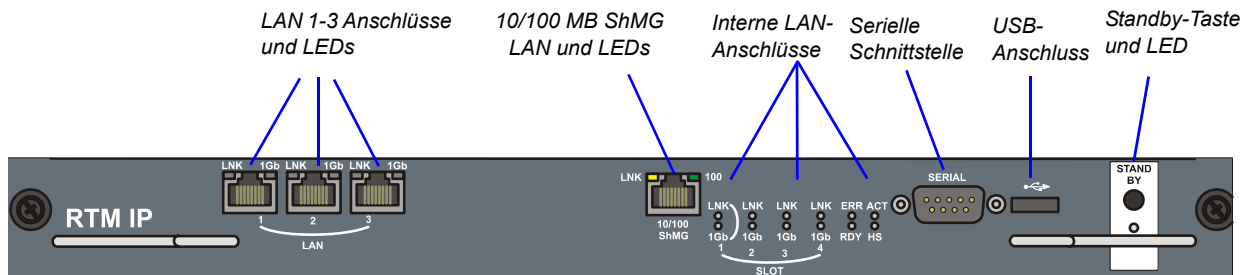 LAN 1-3 Anschlüsse
und LEDs
10/100 MB ShMG
LAN und LEDs
Interne LAN-
Anschlüsse
Serielle
Schnittstelle
USB-
Anschluss
Standby-Taste
und LED
LNK 1Gb LNK 1Gb LNK 1Gb
LNK 100
SERIAL
STAND
BY
RTM IP
1 2 3
LAN
10/100
ShMG
LNK LNK LNK LNK ERR ACT
1Gb 1Gb 1Gb 1Gb RDY HS
1 2 3 4
SLOT